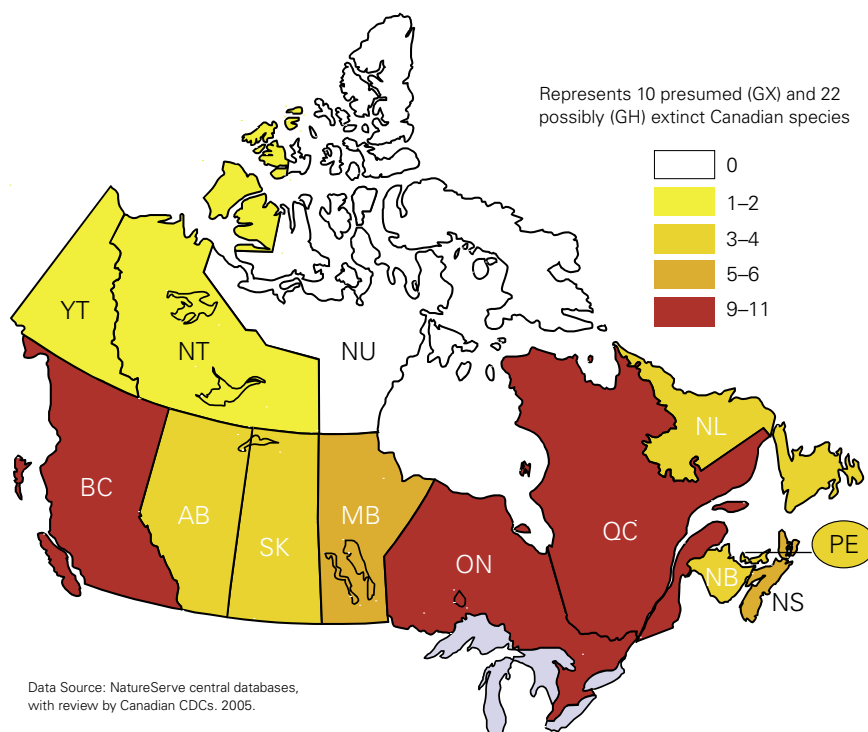 Represents 10 presumed (GX) and 22
possibly (GH) extinct Canadian species
0
1–2
3–4
5–6
9–11
YT
NT
NU
NL
BC
AB
SK
MB
ON
QC
PE
NB
NS
Data Source: NatureServe central databases,
with review by Canadian CDCs. 2005.